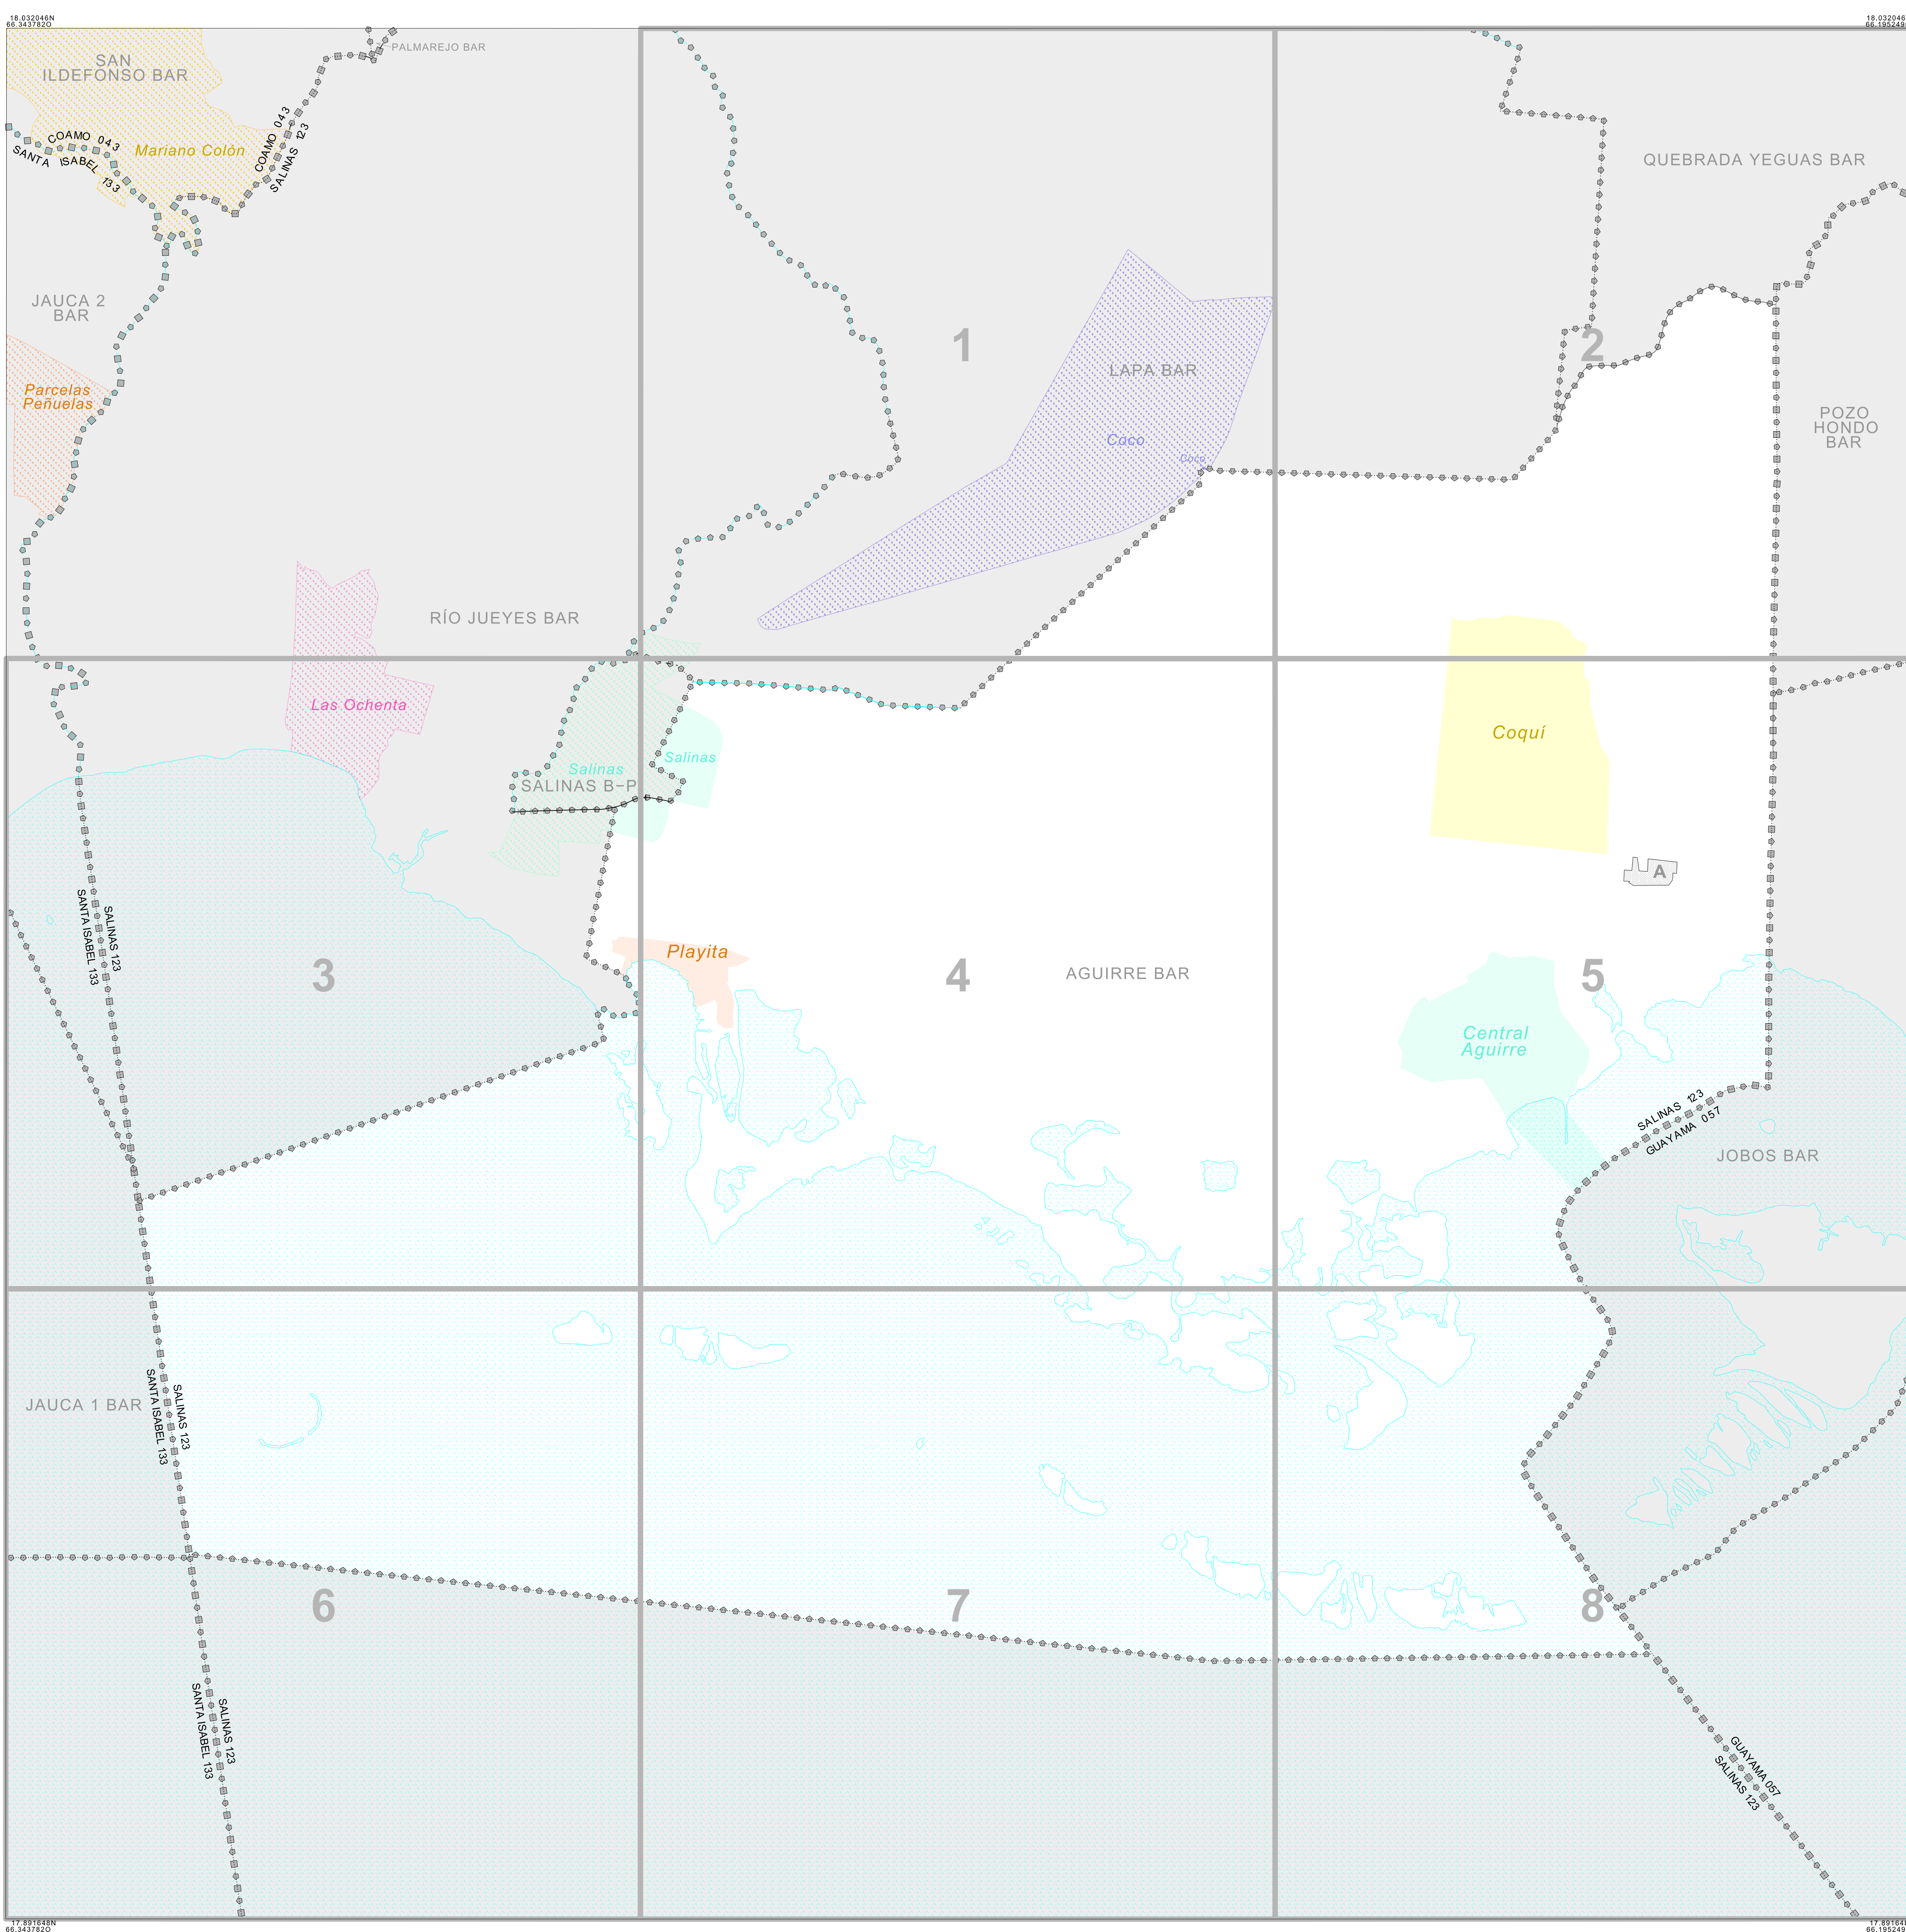 18.032046N
66.343782O
18.032046
66.195249
PALMAREJO BAR
SAN
ILDEFONSO BAR
COAMO 043
SANTA ISABEL 133
Mariano Colón
COAMO 043
SALINAS 123
QUEBRADA YEGUAS BAR
JAUCA 2
BAR
1
2
LAPA BAR
Parcelas
Peñuelas
POZO
HONDO
BAR
Coco
Coco
RÍO JUEYES BAR
Las Ochenta
Coquí
Salinas
Salinas
SALINAS B-P
A
SALINAS 123
SANTA ISABEL 133
Playita
3
4
AGUIRRE BAR
5
Central
Aguirre
SALINAS 123
GUAYAMA 057
JOBOS BAR
JAUCA 1 BAR
SALINAS 123
SANTA ISABEL 133
6
7
8
SALINAS 123
SANTA ISABEL 133
GUAYAMA 057
SALINAS 123
17.891648N
66.343782O
17.89164
66.195249